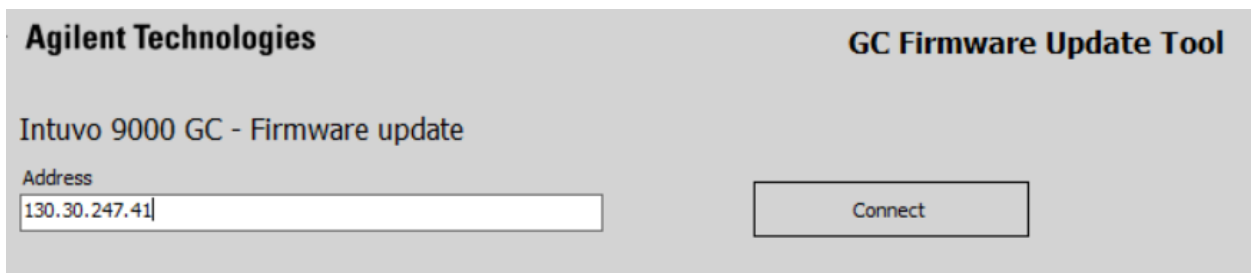 Agilent Technologies
GC Firmware Update Tool
Intuvo 9000 GC - Firmware update
Address
130.30.247.41
Connect